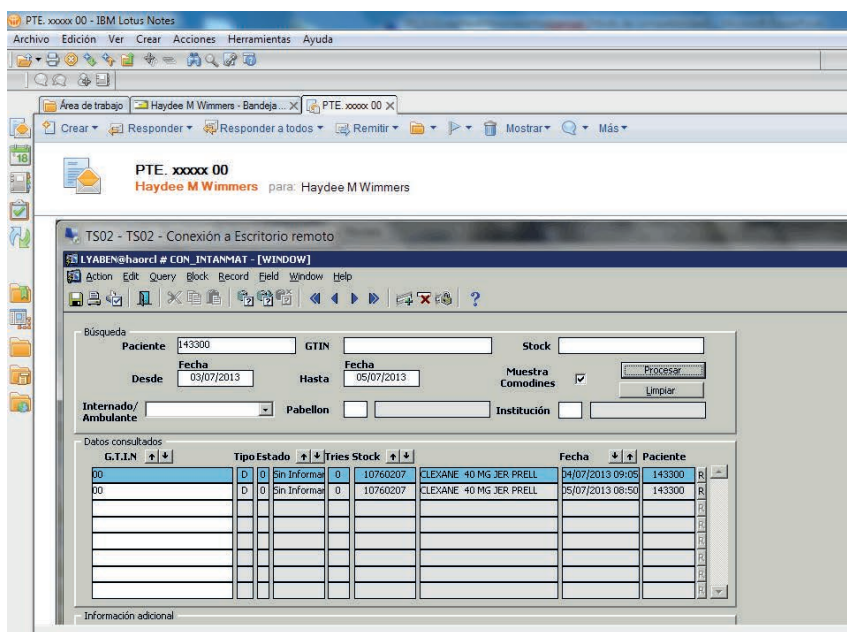 PTE. xxxxx 00 - IBM Lotus Notes
Archivo Edición Ver Crear Acciones Herramientas Ayuda
Área de trabajo Haydee M Wimmers - Bandeja... PTE. xxxxx 00
Crear Responder Responder a todos Remitir Mostrar Más
18
PTE. xxxxx 00
Haydee M Wimmers para: Haydee M Wimmers
TS02 - TS02 - Conexión a Escritorio remoto
LYABEN@haorcl # CON_INTANMAT - [WINDOW]
Action Edit Query Block Record Field Window Help
Búsqueda
Paciente 143300 GTIN Stock
Fecha Fecha
Desde 03/07/2013 Hasta 05/07/2013 Muestra Comodines Procesar
Limpiar
Internado/ Ambulante Pabellon Institución
Datos consultados
G.T.I.N Tipo Estado Tries Stock Fecha Paciente
00 D 0 Sin Informar 0 10760207 CLEXANE 40 MG JER PRELL 04/07/2013 09:05 143300 R
00 D 0 Sin Informar 0 10760207 CLEXANE 40 MG JER PRELL 05/07/2013 08:50 143300 R
R
R
R
R
R
R
Información adicional